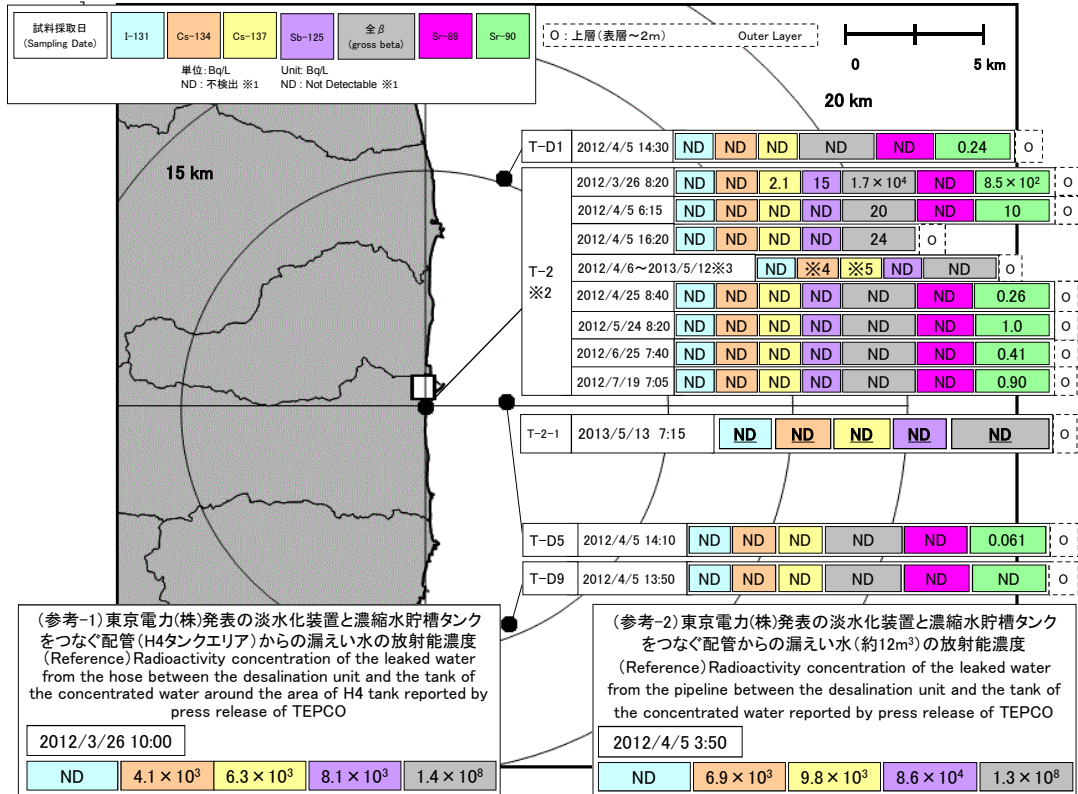 試料採取日
(Sampling Date)
I-131
Cs-134
Cs-137
Sb-125
全β
(gross beta)
Sr-89
Sr-90
単位:Bq/L Unit: Bq/L
ND : 不検出 ※1 ND : Not Detectable ※1
O : 上層(表層～2m) Outer Layer
0 5 km
20 km
15 km
T-D1 2012/4/5 14:30 ND ND ND ND ND 0.24 O
T-2
※2
2012/3/26 8:20 ND ND 2.1 15 1.7×10⁴ ND 8.5×10² O
2012/4/5 6:15 ND ND ND ND 20 ND 10 O
2012/4/5 16:20 ND ND ND ND 24 O
2012/4/6～2013/5/12※3 ND ※4 ※5 ND ND O
2012/4/25 8:40 ND ND ND ND ND ND 0.26 O
2012/5/24 8:20 ND ND ND ND ND ND 1.0 O
2012/6/25 7:40 ND ND ND ND ND ND 0.41 O
2012/7/19 7:05 ND ND ND ND ND ND 0.90 O
T-2-1 2013/5/13 7:15 ND ND ND ND ND O
T-D5 2012/4/5 14:10 ND ND ND ND ND 0.061 O
T-D9 2012/4/5 13:50 ND ND ND ND ND ND O
(参考-1)東京電力(株)発表の淡水化装置と濃縮水貯槽タンク
をつなぐ配管(H4タンクエリア)からの漏えい水の放射能濃度
(Reference)Radioactivity concentration of the leaked water
from the hose between the desalination unit and the tank of
the concentrated water around the area of H4 tank reported by
press release of TEPCO
2012/3/26 10:00
ND 4.1×10³ 6.3×10³ 8.1×10³ 1.4×10⁸
(参考-2)東京電力(株)発表の淡水化装置と濃縮水貯槽タンク
をつなぐ配管からの漏えい水(約12m³)の放射能濃度
(Reference)Radioactivity concentration of the leaked water
from the pipeline between the desalination unit and the tank of
the concentrated water reported by press release of TEPCO
2012/4/5 3:50
ND 6.9×10³ 9.8×10³ 8.6×10⁴ 1.3×10⁸